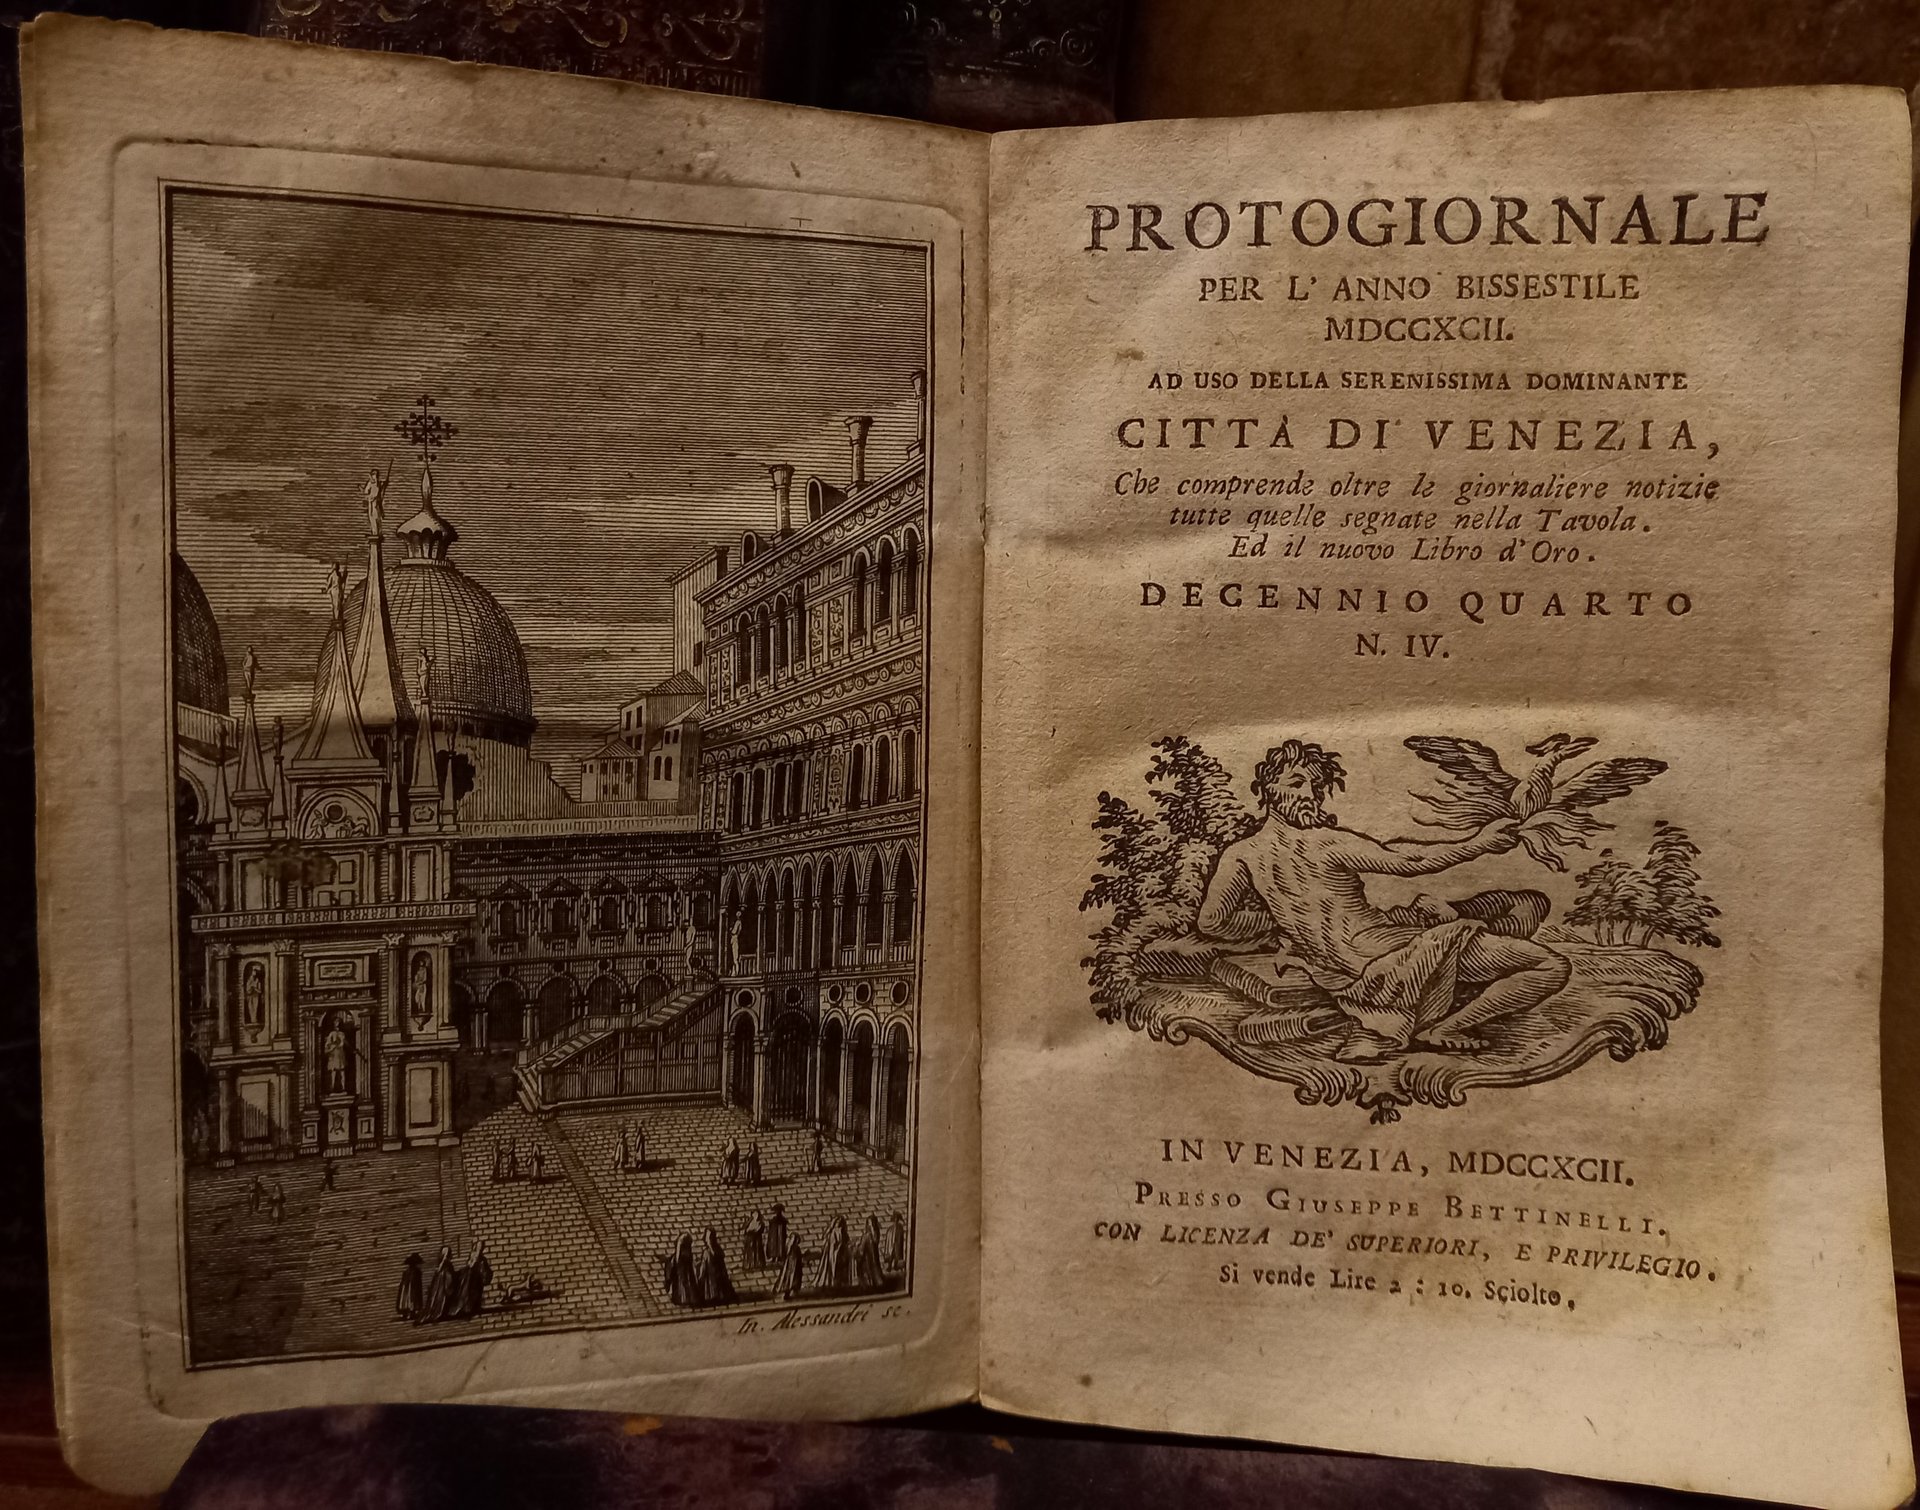 In. Alessandri sc.
PROTOGIORNALE
PER L' ANNO BISSESTILE
MDCCXCII.
AD USO DELLA SERENISSIMA DOMINANTE
CITTÀ DI VENEZIA,
Che comprende oltre le giornaliere notizie
tutte quelle segnate nella Tavola.
Ed il nuovo Libro d'Oro.
DECENNIO QUARTO
N. IV.
IN VENEZIA, MDCCXCII.
PRESSO GIUSEPPE BETTINELLI.
CON LICENZA DE' SUPERIORI, E PRIVILEGIO.
Si vende Lire 2 : 10. Sciolto.